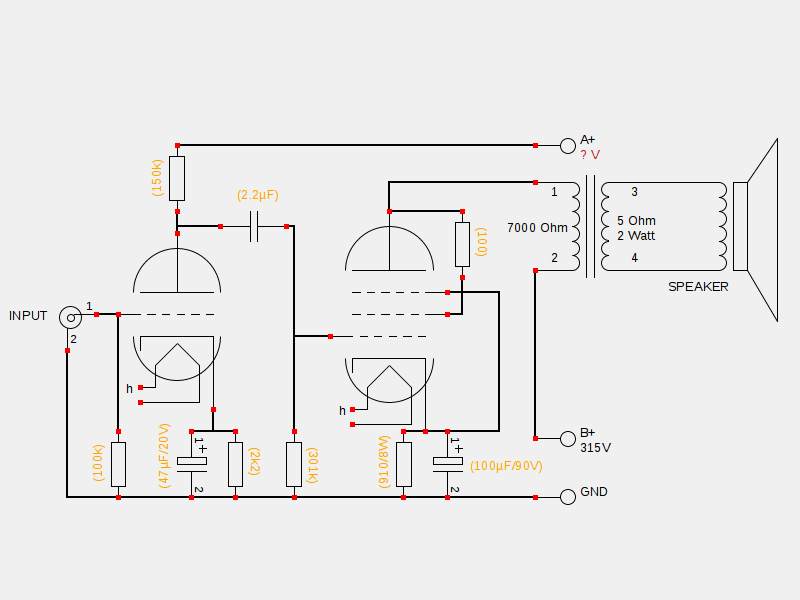 A+
? V
(150k)
(2.2µF)
1
3
7000 Ohm
5 Ohm
2 Watt
(100)
2
4
SPEAKER
INPUT
1
2
h
h
B+
315V
(100k)
(47µF/20V)
1
+
2
(2k2)
(301k)
(910/8W)
1
+
2
(100µF/90V)
GND